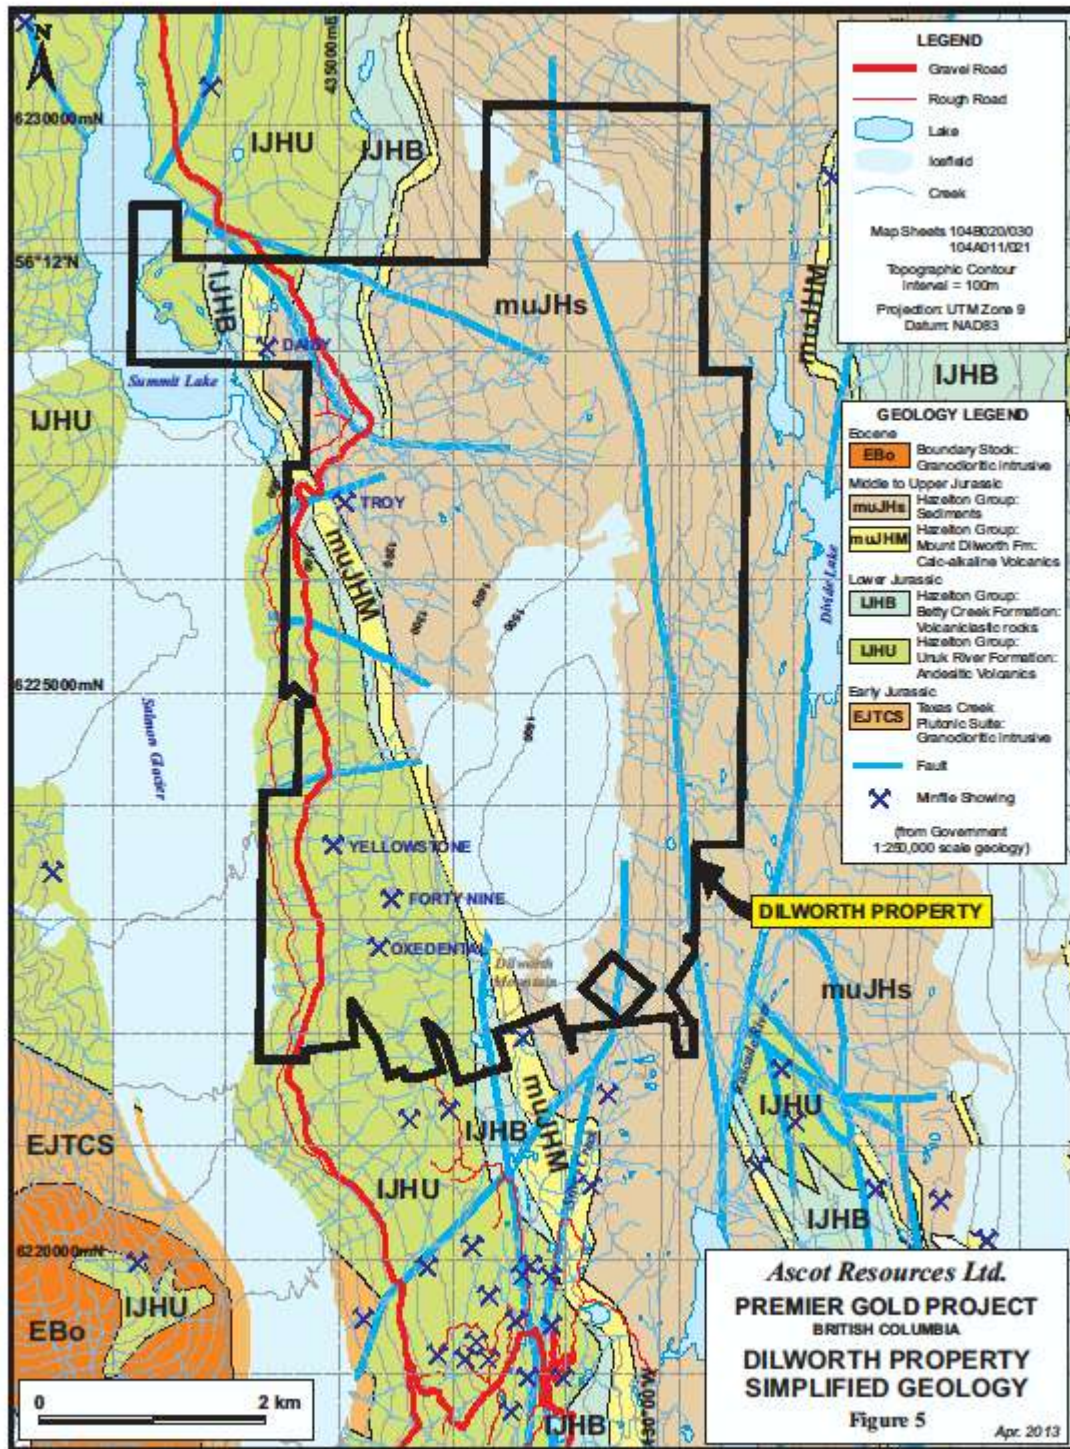 N
435000mE
6230000mN
IJHU
IJHB
56°12'N
muJHs
IJHB
muJHM
DAISY
Summit Lake
IJHU
TROY
muJHM
1200
1300
1400
1500
Divide Lake
6225000mN
Salmon Glacier
1600
YELLOWSTONE
FORTY NINE
OXEDENTAL
Dilworth
Mountain
DILWORTH PROPERTY
muJHs
IJHU
EJTCS
IJHB
muJHM
IJHU
IJHB
6220000mN
IJHU
EBo
IJHB
0
2 km
LEGEND
Gravel Road
Rough Road
Lake
Icefield
Creek
Map Sheets 104B020/030
104A011/021
Topographic Contour
Interval = 100m
Projection: UTM Zone 9
Datum: NAD83
IJHB
GEOLOGY LEGEND
Eocene
EBo
Boundary Stock:
Granodioritic Intrusive
Middle to Upper Jurassic
muJHs
Hazelton Group:
Sediments
muJHM
Hazelton Group:
Mount Dilworth Fm:
Calc-alkaline Volcanics
Lower Jurassic
IJHB
Hazelton Group:
Betty Creek Formation:
Volcaniclastic rocks
IJHU
Hazelton Group:
Unuk River Formation:
Andesitic Volcanics
Early Jurassic
EJTCS
Texas Creek
Plutonic Suite:
Granodioritic Intrusive
Fault
Minfile Showing
(from Government
1:250,000 scale geology)
Ascot Resources Ltd.
PREMIER GOLD PROJECT
BRITISH COLUMBIA
DILWORTH PROPERTY
SIMPLIFIED GEOLOGY
Figure 5
Apr. 2013